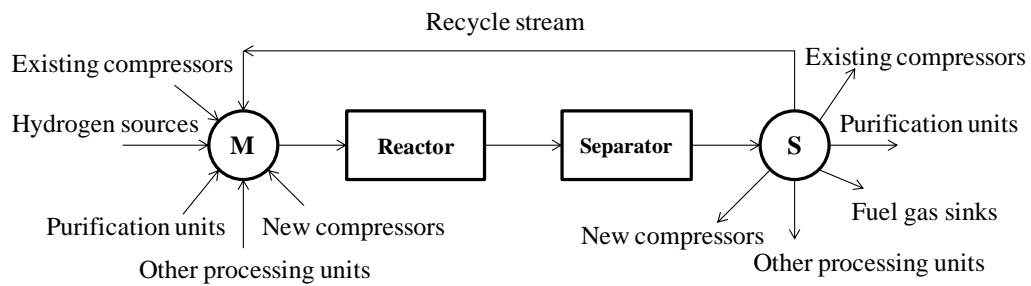 Recycle stream
Existing compressors
Existing compressors
Hydrogen sources
M
Reactor
Separator
S
Purification units
Purification units
New compressors
Other processing units
Fuel gas sinks
New compressors
Other processing units